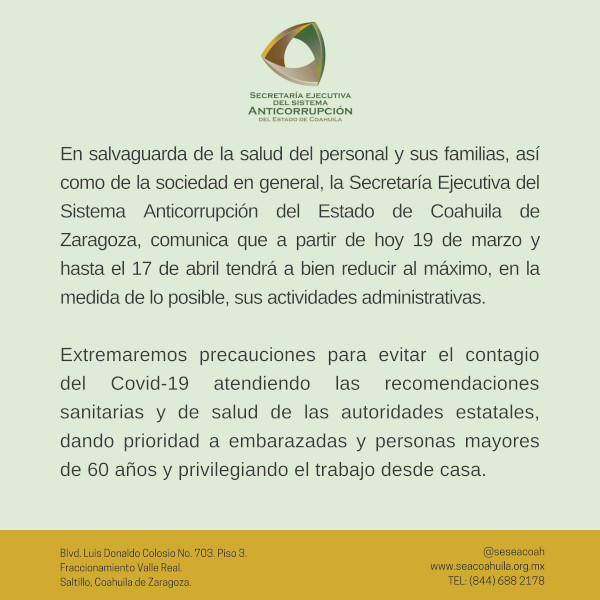 SECRETARÍA EJECUTIVA
DEL SISTEMA
ANTICORRUPCIÓN
DEL ESTADO DE COAHUILA
En salvaguarda de la salud del personal y sus familias, así
como de la sociedad en general, la Secretaría Ejecutiva del
Sistema Anticorrupción del Estado de Coahuila de
Zaragoza, comunica que a partir de hoy 19 de marzo y
hasta el 17 de abril tendrá a bien reducir al máximo, en la
medida de lo posible, sus actividades administrativas.
Extremaremos precauciones para evitar el contagio
del Covid-19 atendiendo las recomendaciones
sanitarias y de salud de las autoridades estatales,
dando prioridad a embarazadas y personas mayores
de 60 años y privilegiando el trabajo desde casa.
Blvd. Luis Donaldo Colosio No. 703. Piso 3.
Fraccionamiento Valle Real.
Saltillo, Coahuila de Zaragoza.
@seseacoah
www.seacoahuila.org.mx
TEL: (844) 688 2178